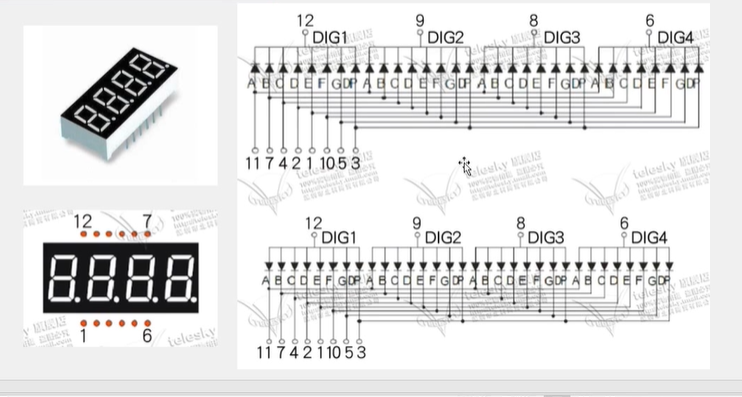 12 9 8 6
DIG1 DIG2 DIG3 DIG4
A B C D E F G DP A B C D E F G DP A B C D E F G DP A B C D E F G DP
11 7 4 2 1 10 5 3
12 7
1 6
12 9 8 6
DIG1 DIG2 DIG3 DIG4
A B C D E F G DP A B C D E F G DP A B C D E F G DP A B C D E F G DP
11 7 4 2 1 10 5 3
telesky